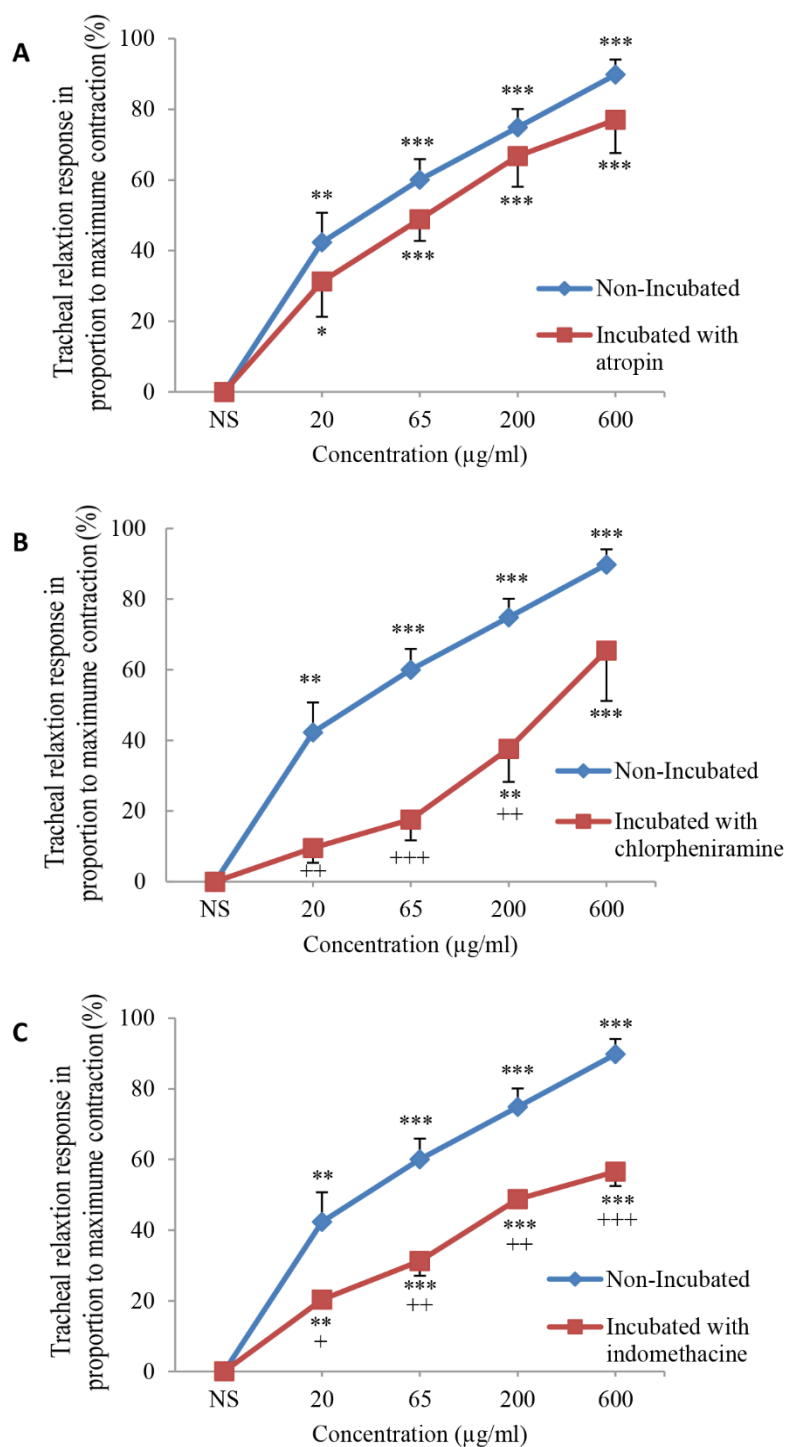 A
Tracheal relaxtion response in
proportion to maximume contraction (%)
100
80
60
40
20
0
**
***
***
***
*
***
***
***
Non-Incubated
Incubated with
atropin
NS 20 65 200 600
Concentration (µg/ml)
B
Tracheal relaxtion response in
proportion to maximume contraction (%)
100
80
60
40
20
0
**
***
***
***
++
+++
**
++
***
Non-Incubated
Incubated with
chlorpheniramine
NS 20 65 200 600
Concentration (µg/ml)
C
Tracheal relaxtion response in
proportion to maximume contraction (%)
100
80
60
40
20
0
**
***
***
***
**
+
***
++
***
++
***
+++
Non-Incubated
Incubated with
indomethacine
NS 20 65 200 600
Concentration (µg/ml)